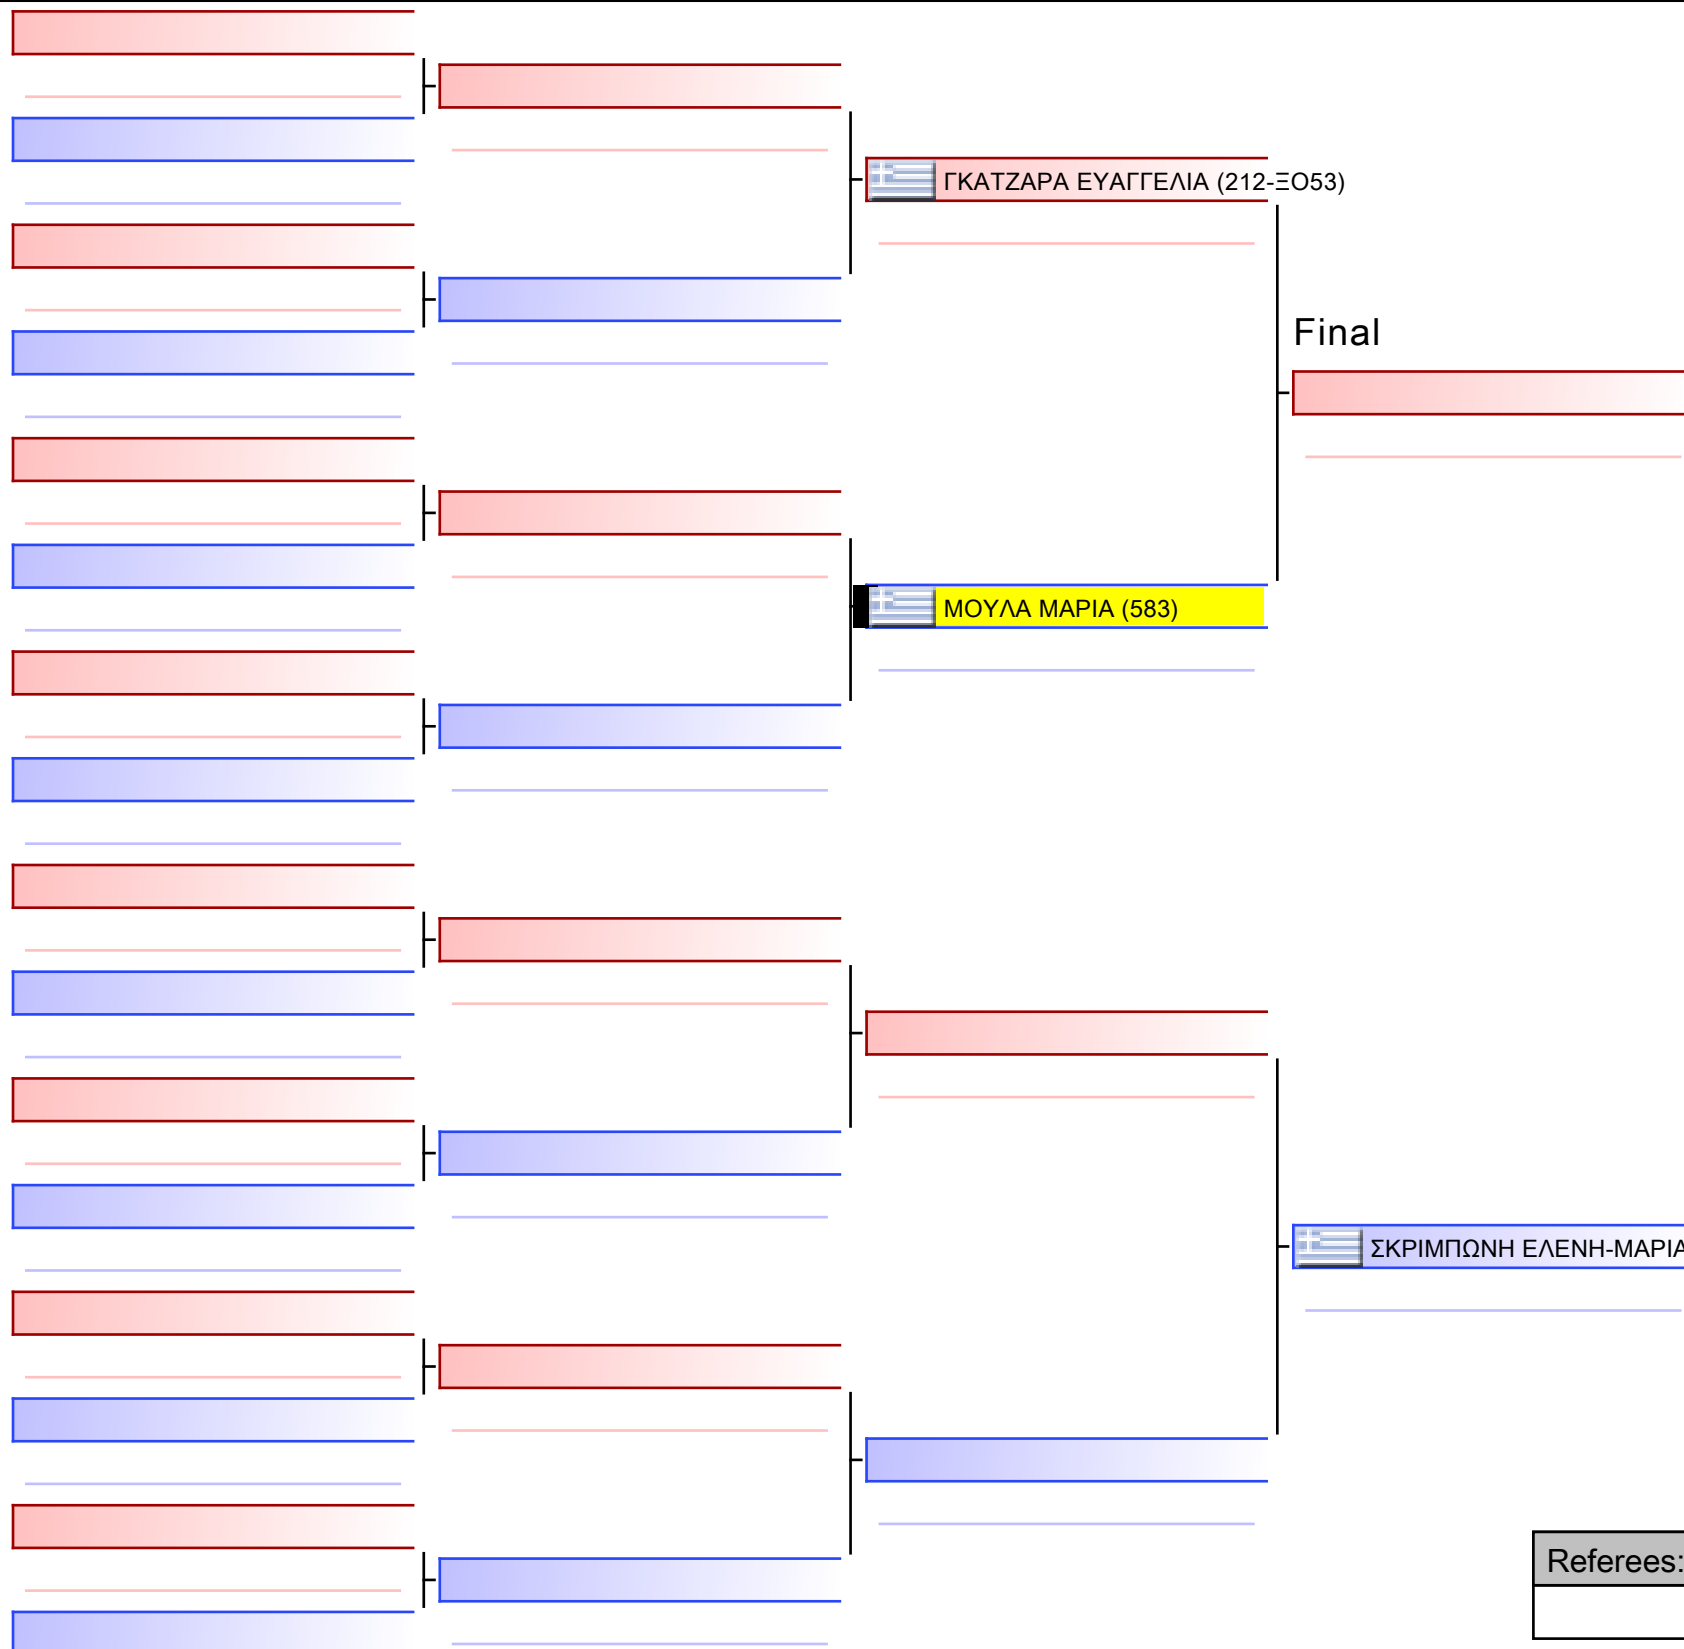 ΓΚΑΤΖΑΡΑ ΕΥΑΓΓΕΛΙΑ (212-ΞΟ53)
Final
ΜΟΥΛΑ ΜΑΡΙΑ (583)
ΣΚΡΙΜΠΩΝΗ ΕΛΕΝΗ-ΜΑΡΙΑ
Referees: